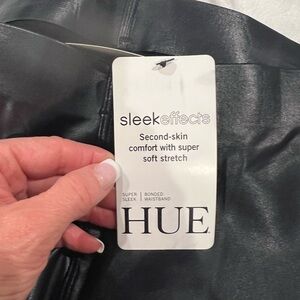 sleekeffects
Second-skin
comfort with super
soft stretch
SUPER | BONDED
SLEEK | WAISTBAND
HUE